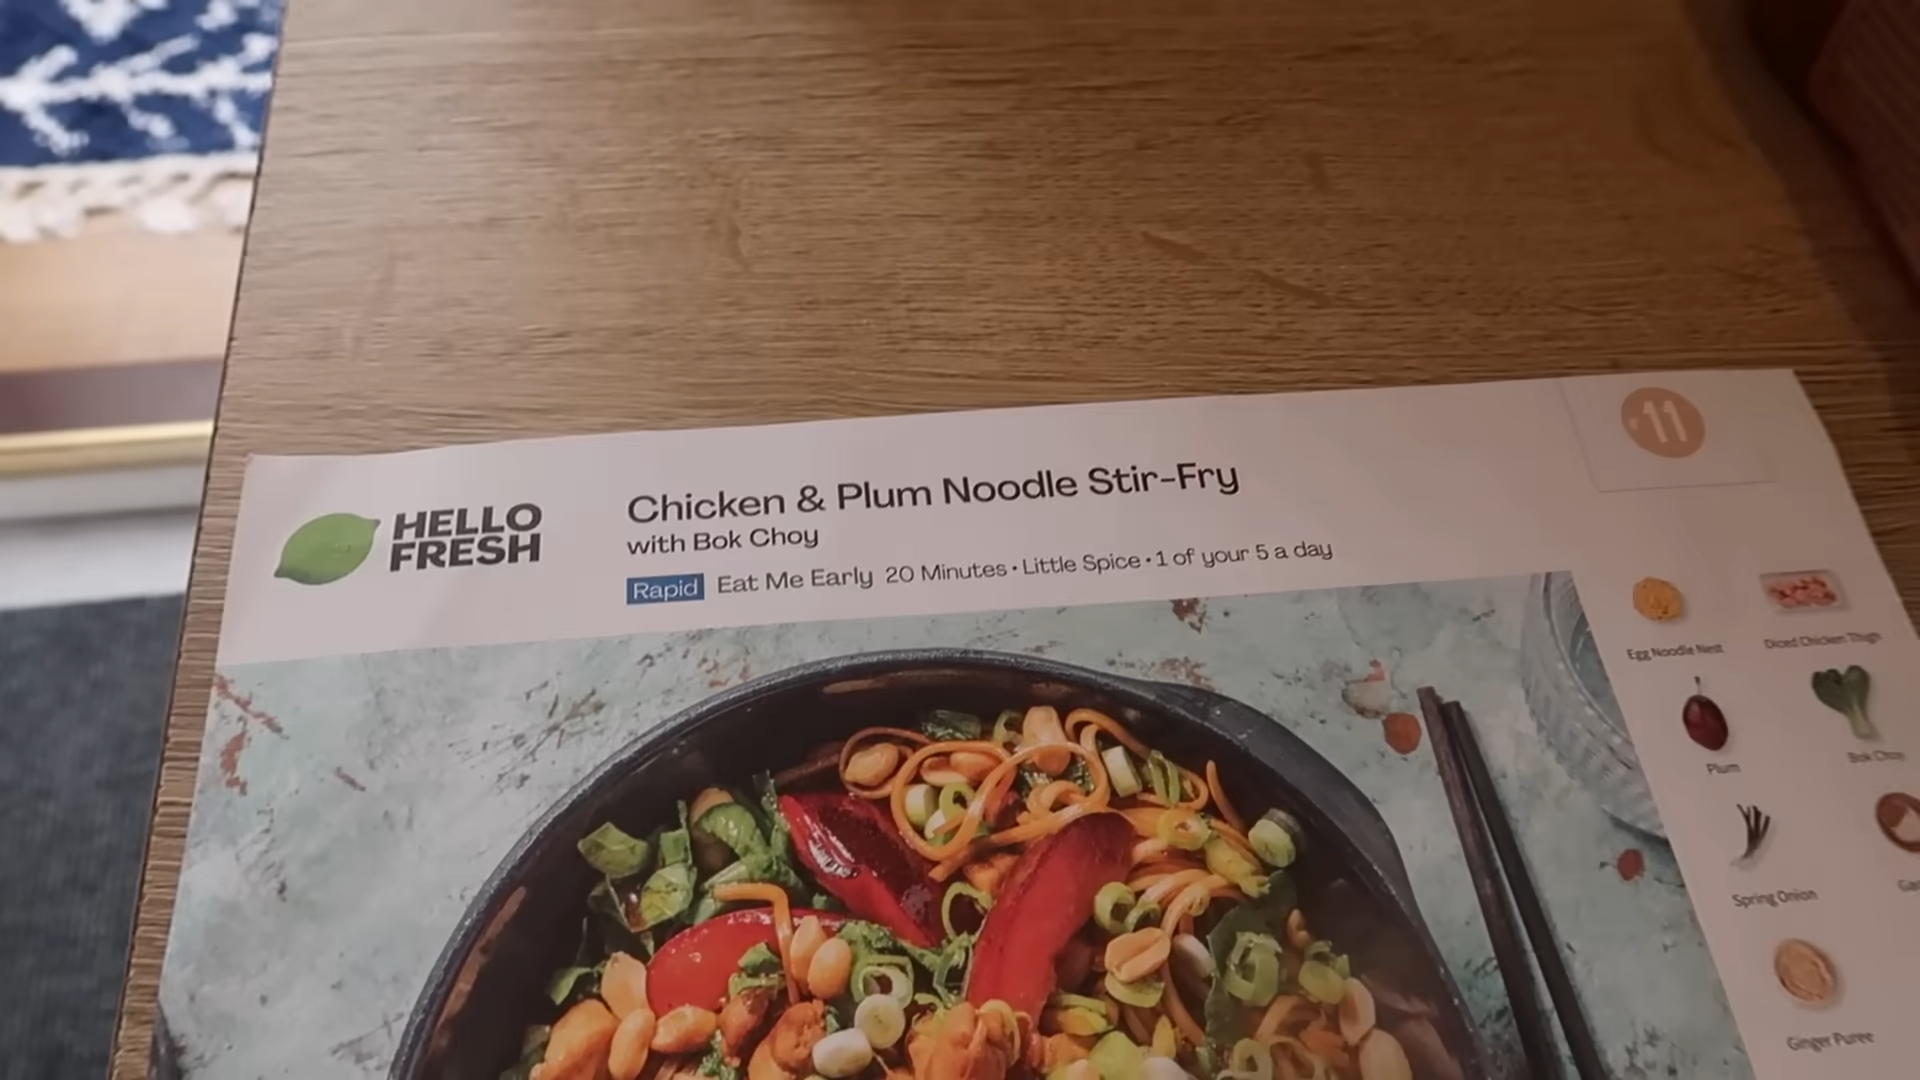 HELLO
FRESH
Chicken & Plum Noodle Stir-Fry
with Bok Choy
Rapid Eat Me Early 20 Minutes • Little Spice • 1 of your 5 a day
11
Egg Noodle Nest
Diced Chicken Thigh
Plum
Bok Choy
Spring Onion
Ginger Puree